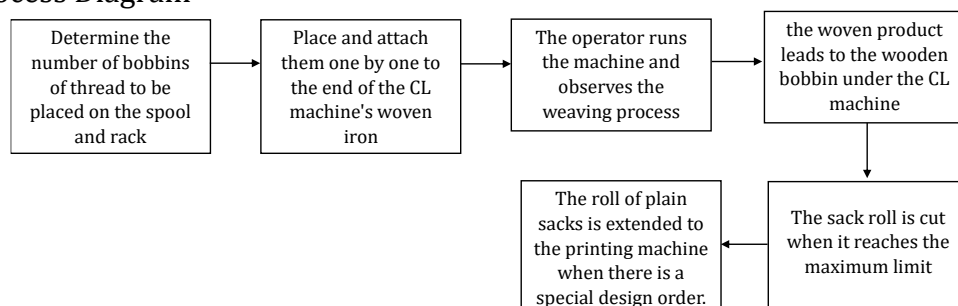 Process Diagram
Determine the
number of bobbins
of thread to be
placed on the spool
and rack
Place and attach
them one by one to
the end of the CL
machine's woven
iron
The operator runs
the machine and
observes the
weaving process
the woven product
leads to the wooden
bobbin under the CL
machine
The sack roll is cut
when it reaches the
maximum limit
The roll of plain
sacks is extended to
the printing machine
when there is a
special design order.